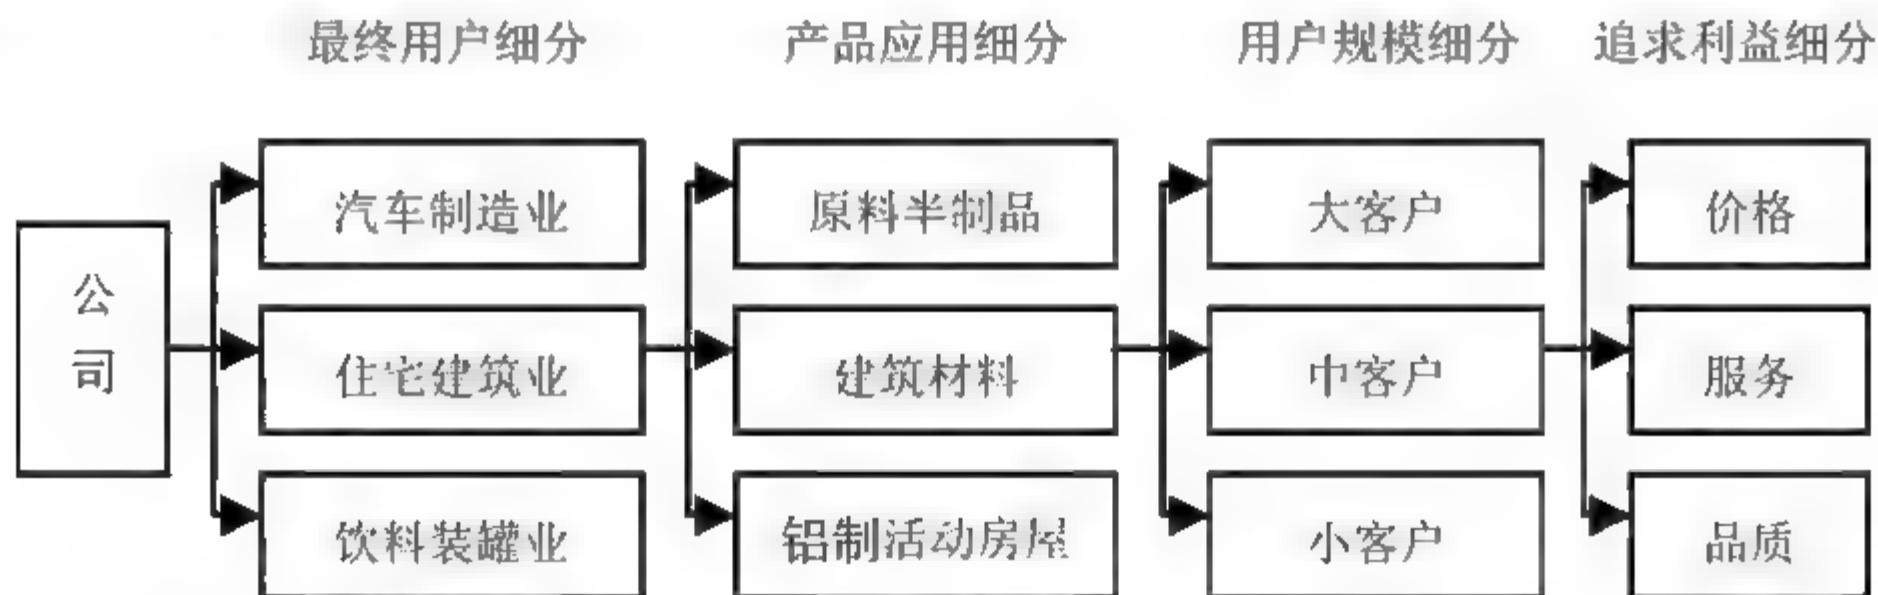 最终用户细分 产品应用细分 用户规模细分 追求利益细分
汽车制造业 原料半制品 大客户 价格
公司
住宅建筑业 建筑材料 中客户 服务
饮料装罐业 铝制活动房屋 小客户 品质